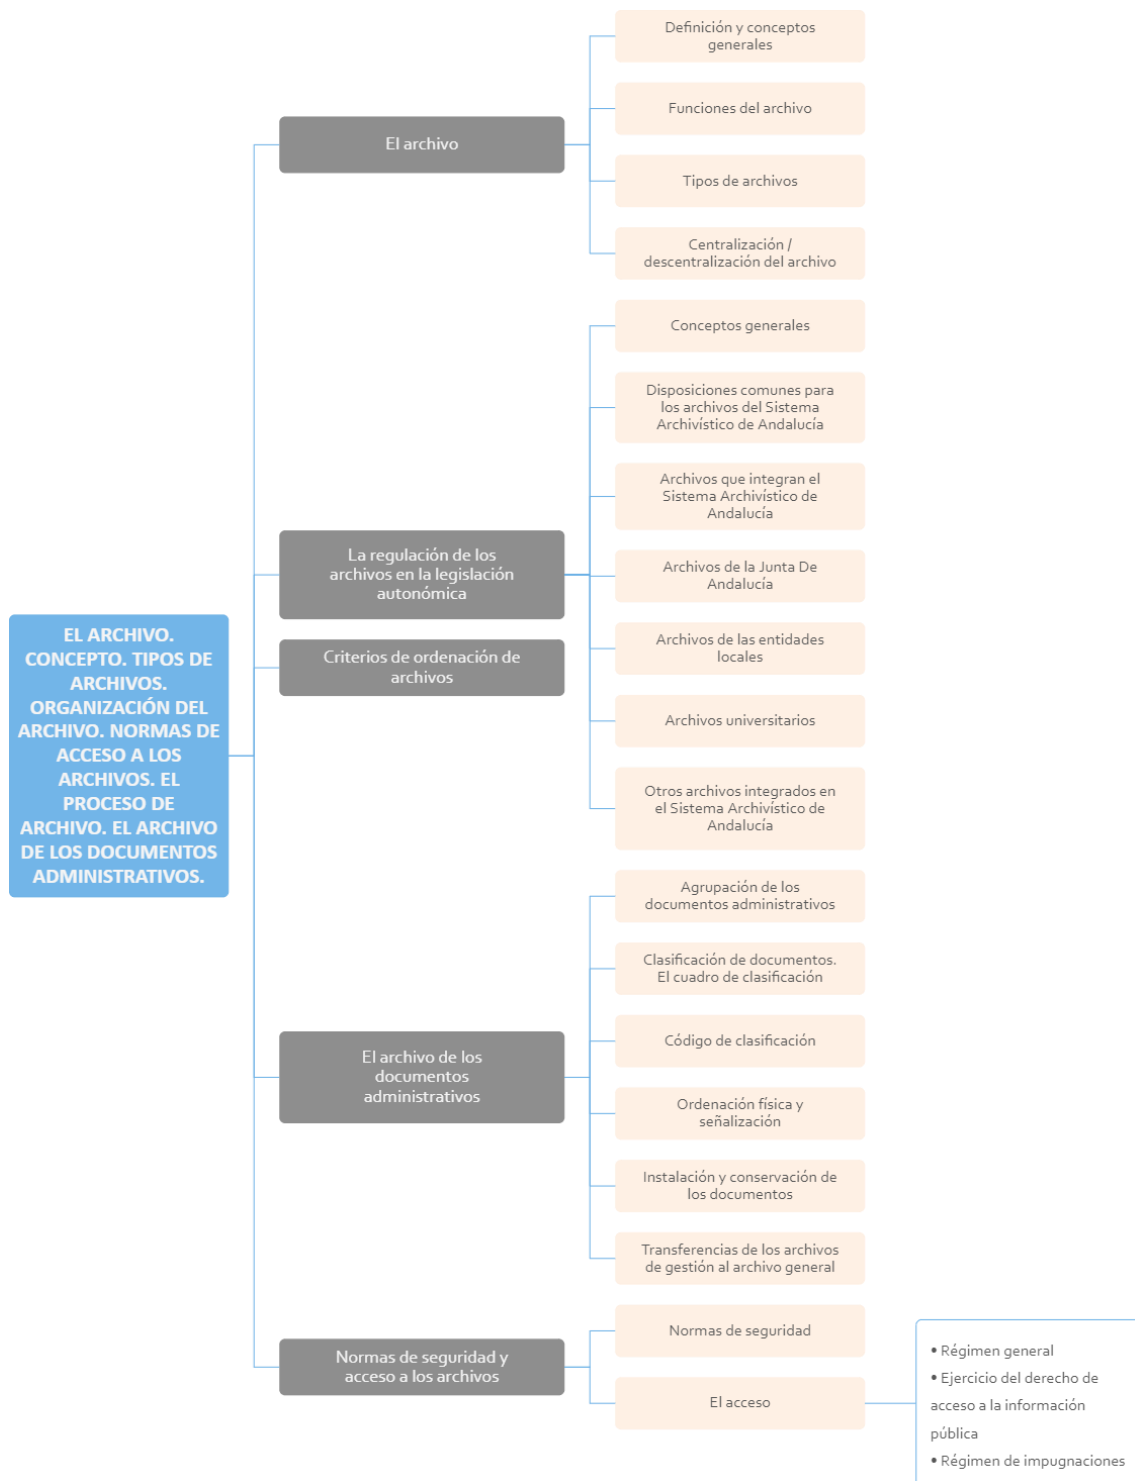 EL ARCHIVO.
CONCEPTO. TIPOS DE
ARCHIVOS.
ORGANIZACIÓN DEL
ARCHIVO. NORMAS DE
ACCESO A LOS
ARCHIVOS. EL
PROCESO DE
ARCHIVO. EL ARCHIVO
DE LOS DOCUMENTOS
ADMINISTRATIVOS.
El archivo
Definición y conceptos
generales
Funciones del archivo
Tipos de archivos
Centralización /
descentralización del archivo
La regulación de los
archivos en la legislación
autonómica
Conceptos generales
Disposiciones comunes para
los archivos del Sistema
Archivístico de Andalucía
Archivos que integran el
Sistema Archivístico de
Andalucía
Archivos de la Junta De
Andalucía
Archivos de las entidades
locales
Archivos universitarios
Otros archivos integrados en
el Sistema Archivístico de
Andalucía
Criterios de ordenación de
archivos
El archivo de los
documentos
administrativos
Agrupación de los
documentos administrativos
Clasificación de documentos.
El cuadro de clasificación
Código de clasificación
Ordenación física y
señalización
Instalación y conservación de
los documentos
Transferencias de los archivos
de gestión al archivo general
Normas de seguridad y
acceso a los archivos
Normas de seguridad
El acceso
• Régimen general
• Ejercicio del derecho de
acceso a la información
pública
• Régimen de impugnaciones